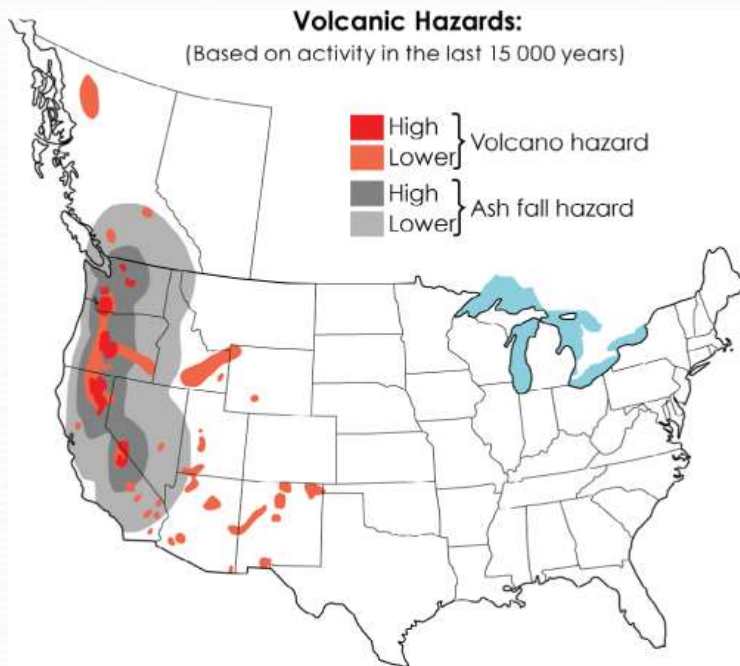 Volcanic Hazards:
(Based on activity in the last 15 000 years)
High
Lower
Volcano hazard
High
Lower
Ash fall hazard